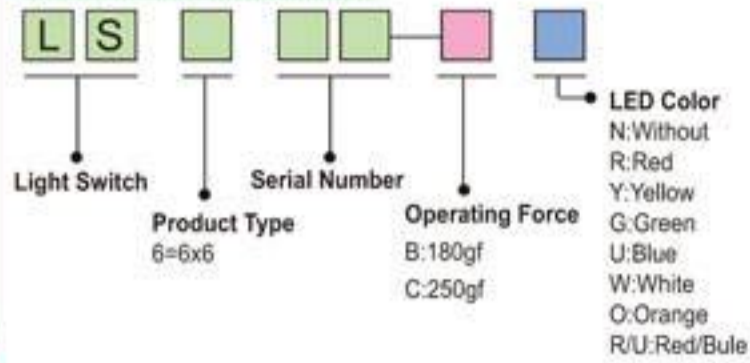 L S
Light Switch
Product Type
6=6x6
Serial Number
Operating Force
B:180gf
C:250gf
LED Color
N:Without
R:Red
Y:Yellow
G:Green
U:Blue
W:White
O:Orange
R/U:Red/Bule